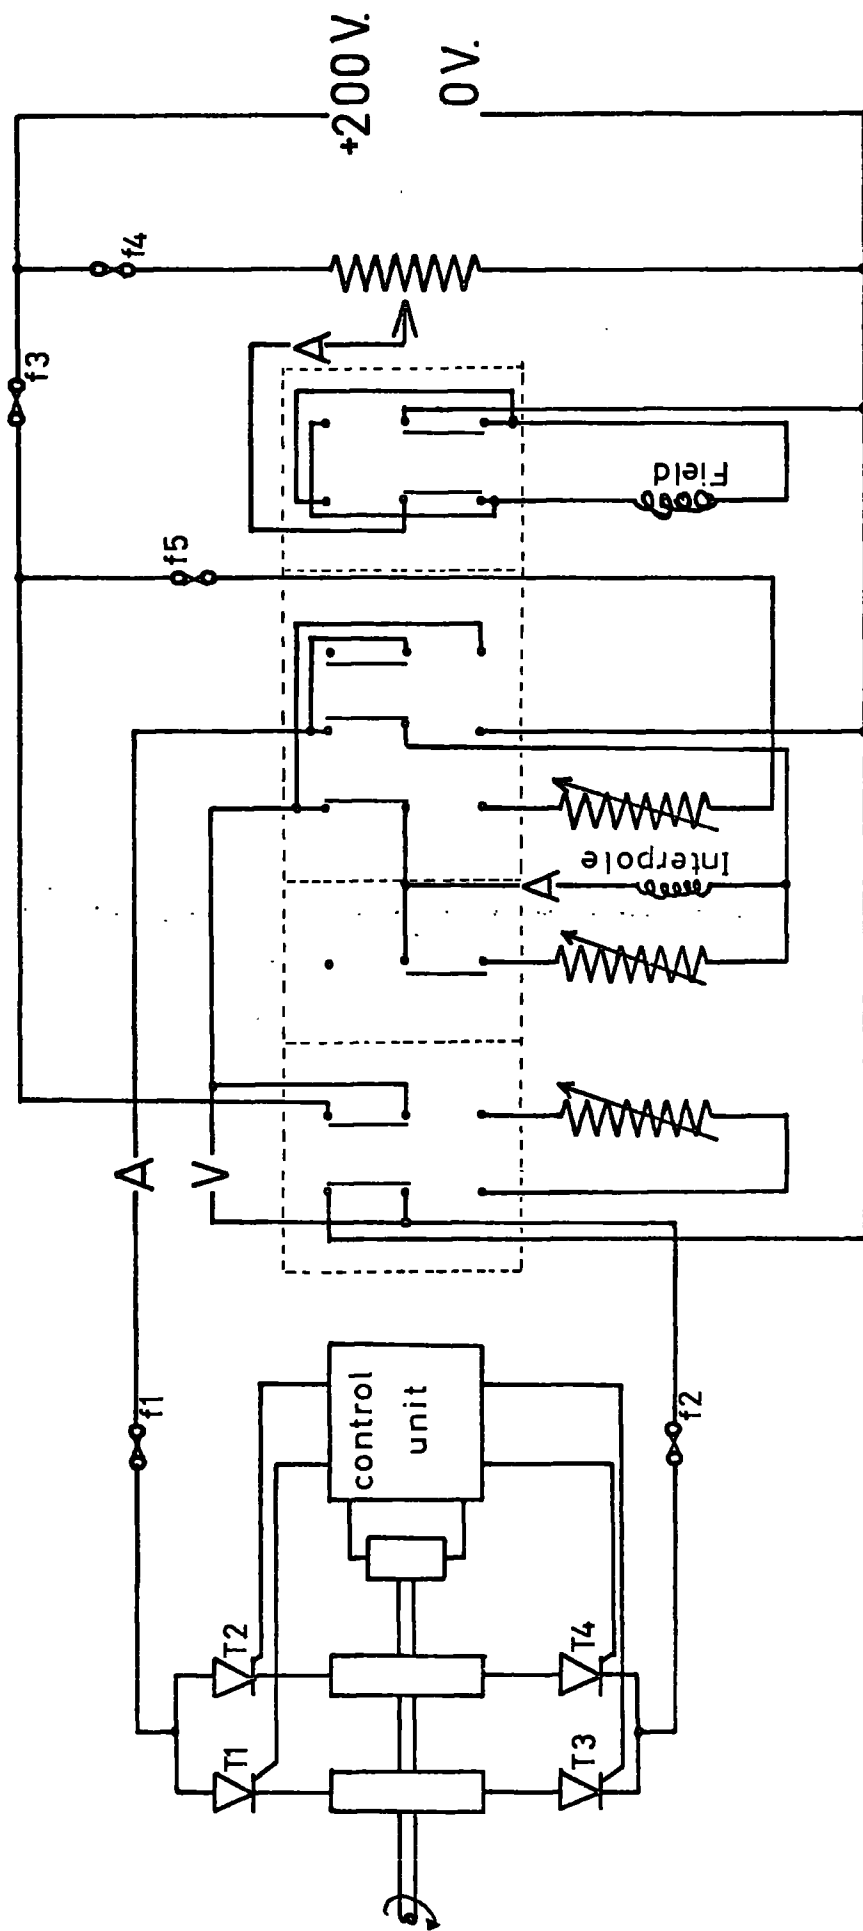 +200 V.
0 V.
f4
f3
A
Field
f5
Interpole
A
A
V
f1
control
unit
f2
T2
T4
T1
T3